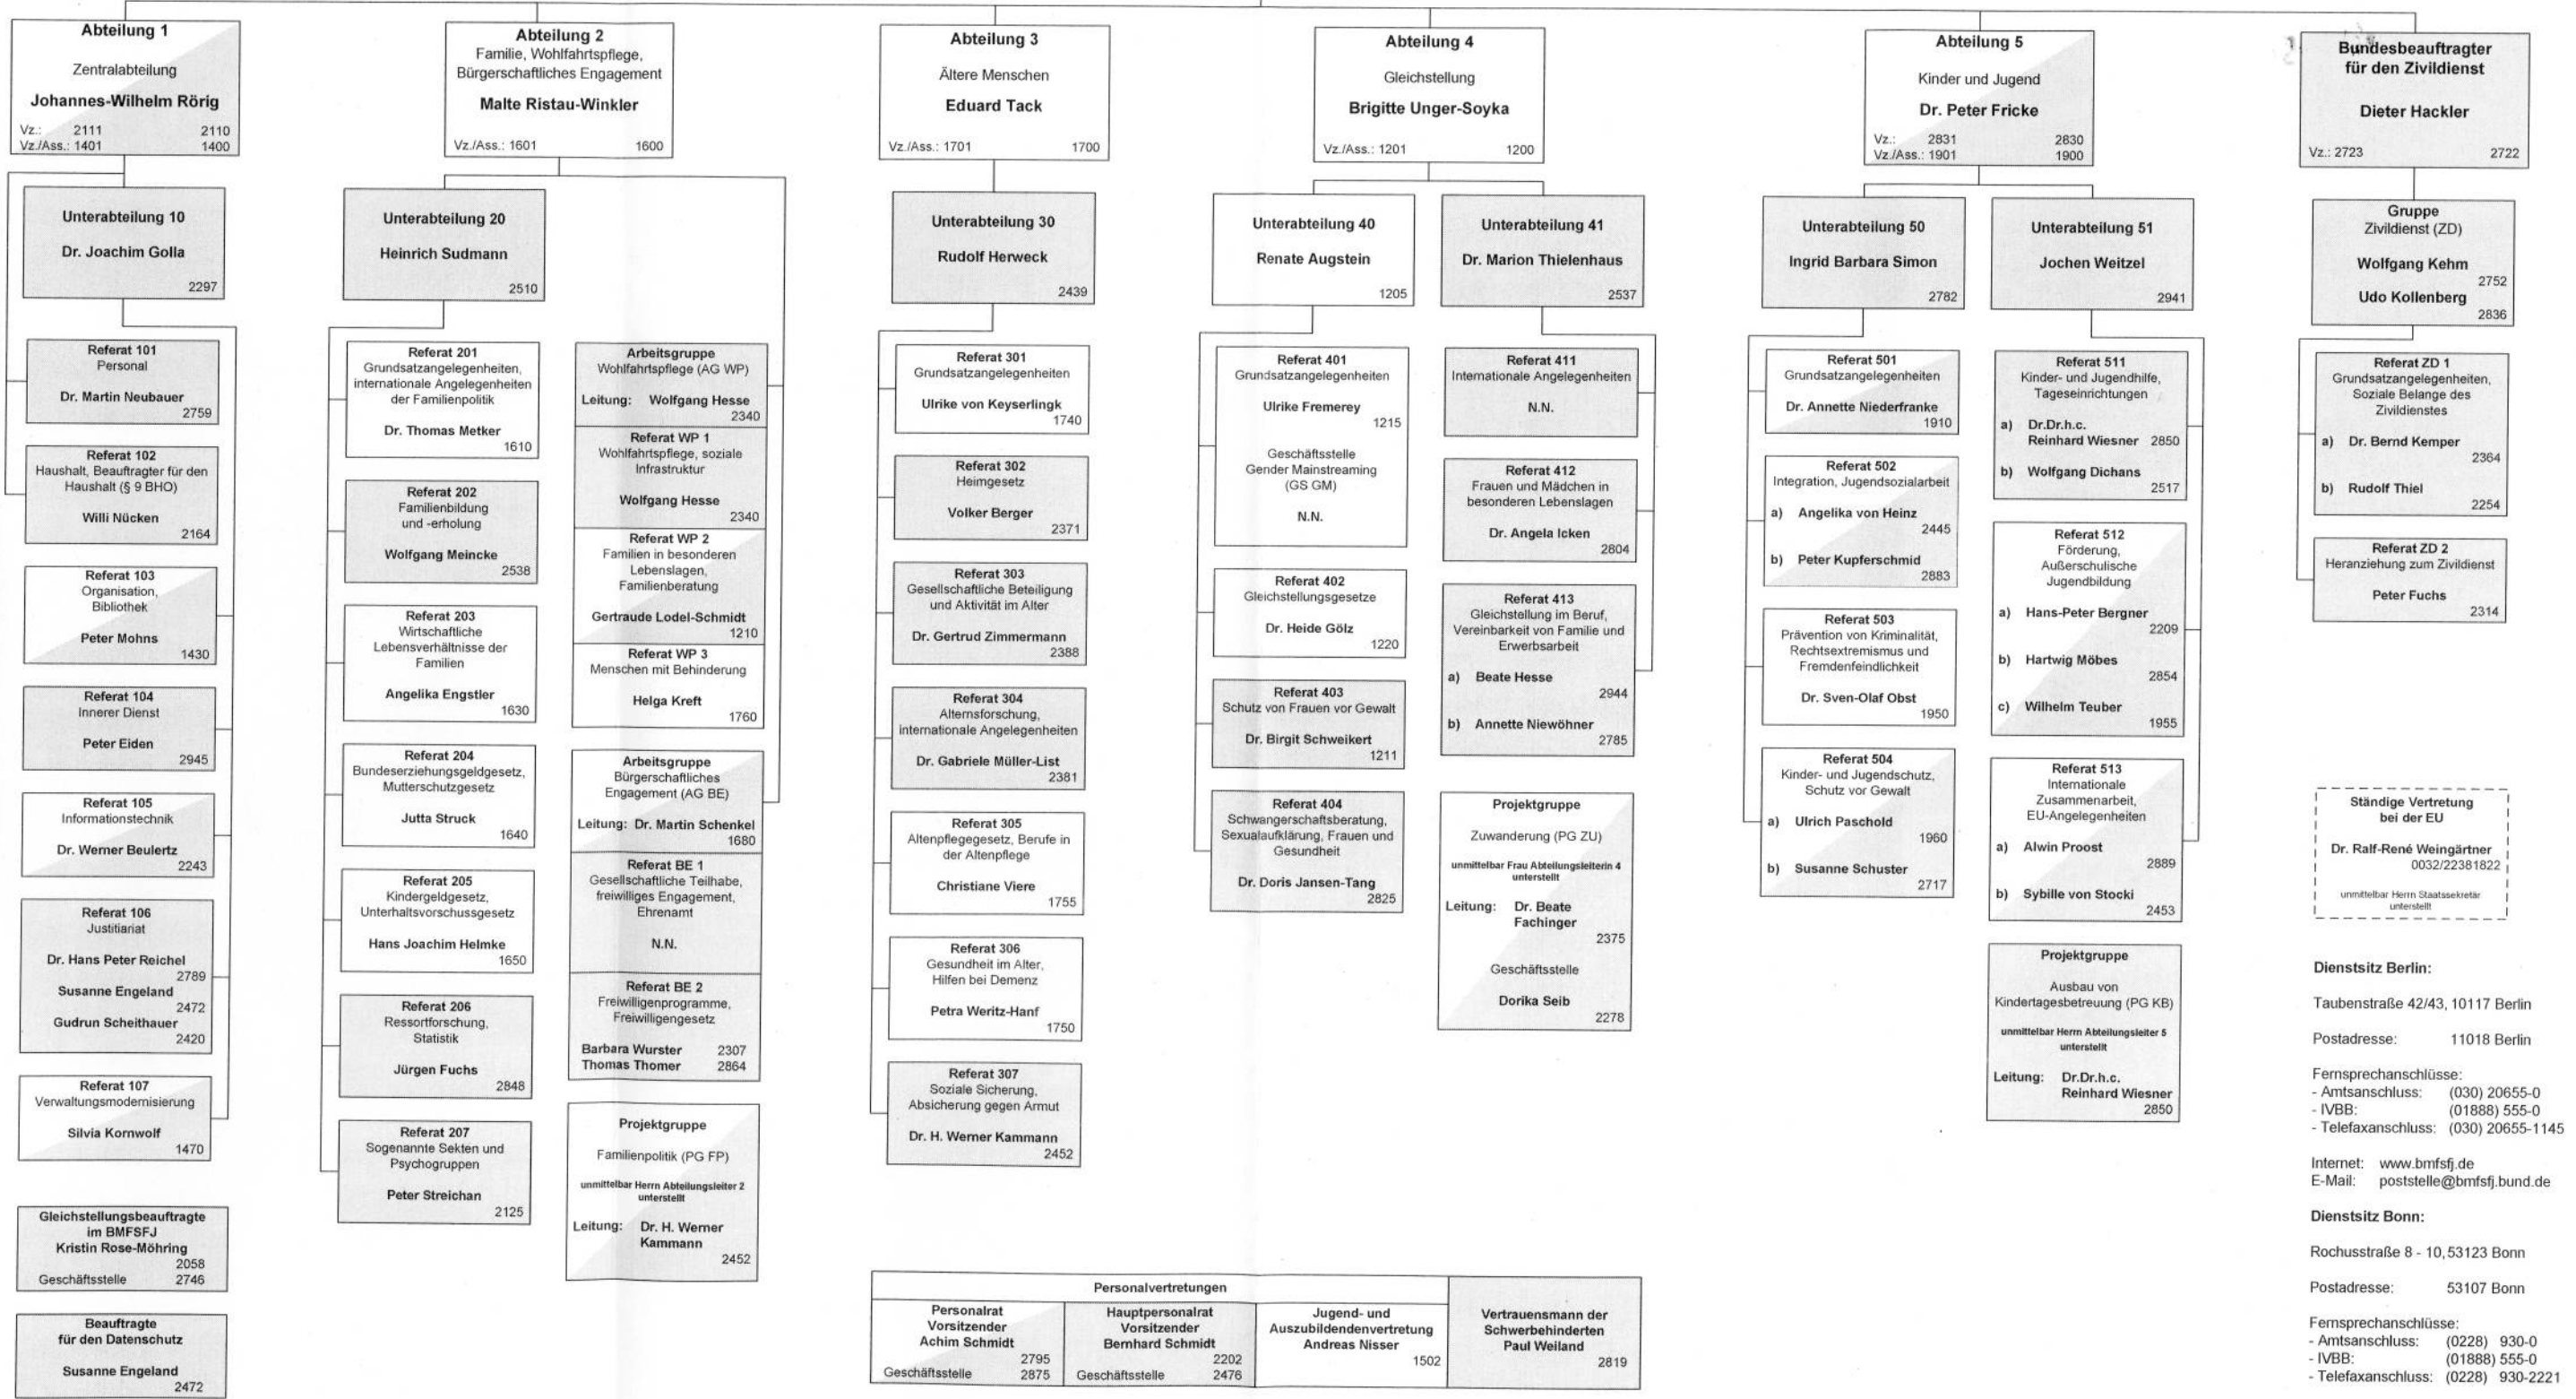 Abteilung 1
Zentralabteilung
Johannes-Wilhelm Rörig
Vz.: 2111 2110
Vz./Ass.: 1401 1400
Unterabteilung 10
Dr. Joachim Golla
2297
Referat 101
Personal
Dr. Martin Neubauer
2759
Referat 102
Haushalt, Beauftragter für den
Haushalt (§ 9 BHO)
Willi Nücken
2164
Referat 103
Organisation,
Bibliothek
Peter Mohns
1430
Referat 104
Innerer Dienst
Peter Eiden
2945
Referat 105
Informationstechnik
Dr. Werner Beulertz
2243
Referat 106
Justitiariat
Dr. Hans Peter Reichel
2789
Susanne Engeland
2472
Gudrun Scheithauer
2420
Referat 107
Verwaltungsmodernisierung
Silvia Kornwolf
1470
Gleichstellungsbeauftragte
im BMFSFJ
Kristin Rose-Möhring
2058
Geschäftsstelle 2746
Beauftragte
für den Datenschutz
Susanne Engeland
2472
Abteilung 2
Familie, Wohlfahrtspflege,
Bürgerschaftliches Engagement
Malte Ristau-Winkler
Vz./Ass.: 1601 1600
Unterabteilung 20
Heinrich Sudmann
2510
Referat 201
Grundsatzangelegenheiten,
internationale Angelegenheiten
der Familienpolitik
Dr. Thomas Metker
1610
Referat 202
Familienbildung
und -erholung
Wolfgang Meincke
2538
Referat 203
Wirtschaftliche
Lebensverhältnisse der
Familien
Angelika Engstler
1630
Referat 204
Bundeserziehungsgeldgesetz,
Mutterschutzgesetz
Jutta Struck
1640
Referat 205
Kindergeldgesetz,
Unterhaltsvorschussgesetz
Hans Joachim Helmke
1650
Referat 206
Ressortforschung,
Statistik
Jürgen Fuchs
2848
Referat 207
Sogenannte Sekten und
Psychogruppen
Peter Streichan
2125
Arbeitsgruppe
Wohlfahrtspflege (AG WP)
Leitung: Wolfgang Hesse
2340
Referat WP 1
Wohlfahrtspflege, soziale
Infrastruktur
Wolfgang Hesse
2340
Referat WP 2
Familien in besonderen
Lebenslagen,
Familienberatung
Gertraude Lodel-Schmidt
1210
Referat WP 3
Menschen mit Behinderung
Helga Kreft
1760
Arbeitsgruppe
Bürgerschaftliches
Engagement (AG BE)
Leitung: Dr. Martin Schenkel
1680
Referat BE 1
Gesellschaftliche Teilhabe,
freiwilliges Engagement,
Ehrenamt
N.N.
Referat BE 2
Freiwilligenprogramme,
Freiwilligengesetz
Barbara Wurster 2307
Thomas Thomer 2864
Projektgruppe
Familienpolitik (PG FP)
unmittelbar Herrn Abteilungsleiter 2
unterstellt
Leitung: Dr. H. Werner
Kammann
2452
Abteilung 3
Ältere Menschen
Eduard Tack
Vz./Ass.: 1701 1700
Unterabteilung 30
Rudolf Herweck
2439
Referat 301
Grundsatzangelegenheiten
Ulrike von Keyserlingk
1740
Referat 302
Heimgesetz
Volker Berger
2371
Referat 303
Gesellschaftliche Beteiligung
und Aktivität im Alter
Dr. Gertrud Zimmermann
2388
Referat 304
Alternsforschung,
internationale Angelegenheiten
Dr. Gabriele Müller-List
2381
Referat 305
Altenpflegegesetz, Berufe in
der Altenpflege
Christiane Viere
1755
Referat 306
Gesundheit im Alter,
Hilfen bei Demenz
Petra Weritz-Hanf
1750
Referat 307
Soziale Sicherung,
Absicherung gegen Armut
Dr. H. Werner Kammann
2452
Abteilung 4
Gleichstellung
Brigitte Unger-Soyka
Vz./Ass.: 1201 1200
Unterabteilung 40
Renate Augstein
1205
Referat 401
Grundsatzangelegenheiten
Ulrike Fremerey
1215
Geschäftsstelle
Gender Mainstreaming
(GS GM)
N.N.
Referat 402
Gleichstellungsgesetze
Dr. Heide Gölz
1220
Referat 403
Schutz von Frauen vor Gewalt
Dr. Birgit Schweikert
1211
Referat 404
Schwangerschaftsberatung,
Sexualaufklärung, Frauen und
Gesundheit
Dr. Doris Jansen-Tang
2825
Unterabteilung 41
Dr. Marion Thielenhaus
2537
Referat 411
Internationale Angelegenheiten
N.N.
Referat 412
Frauen und Mädchen in
besonderen Lebenslagen
Dr. Angela Icken
2804
Referat 413
Gleichstellung im Beruf,
Vereinbarkeit von Familie und
Erwerbsarbeit
a) Beate Hesse
2944
b) Annette Niewöhner
2785
Projektgruppe
Zuwanderung (PG ZU)
unmittelbar Frau Abteilungsleiterin 4
unterstellt
Leitung: Dr. Beate
Fachinger
2375
Geschäftsstelle
Dorika Seib
2278
Abteilung 5
Kinder und Jugend
Dr. Peter Fricke
Vz.: 2831 2830
Vz./Ass.: 1901 1900
Unterabteilung 50
Ingrid Barbara Simon
2782
Referat 501
Grundsatzangelegenheiten
Dr. Annette Niederfranke
1910
Referat 502
Integration, Jugendsozialarbeit
a) Angelika von Heinz
2445
b) Peter Kupferschmid
2883
Referat 503
Prävention von Kriminalität,
Rechtsextremismus und
Fremdenfeindlichkeit
Dr. Sven-Olaf Obst
1950
Referat 504
Kinder- und Jugendschutz,
Schutz vor Gewalt
a) Ulrich Paschold
1960
b) Susanne Schuster
2717
Unterabteilung 51
Jochen Weitzel
2941
Referat 511
Kinder- und Jugendhilfe,
Tageseinrichtungen
a) Dr.Dr.h.c.
Reinhard Wiesner 2850
b) Wolfgang Dichans
2517
Referat 512
Förderung,
Außerschulische
Jugendbildung
a) Hans-Peter Bergner
2209
b) Hartwig Möbes
2854
c) Wilhelm Teuber
1955
Referat 513
Internationale
Zusammenarbeit,
EU-Angelegenheiten
a) Alwin Proost
2889
b) Sybille von Stocki
2453
Projektgruppe
Ausbau von
Kindertagesbetreuung (PG KB)
unmittelbar Herrn Abteilungsleiter 5
unterstellt
Leitung: Dr.Dr.h.c.
Reinhard Wiesner
2850
Bundesbeauftragter
für den Zivildienst
Dieter Hackler
Vz.: 2723 2722
Gruppe
Zivildienst (ZD)
Wolfgang Kehm
2752
Udo Kollenberg
2836
Referat ZD 1
Grundsatzangelegenheiten,
Soziale Belange des
Zivildienstes
a) Dr. Bernd Kemper
2364
b) Rudolf Thiel
2254
Referat ZD 2
Heranziehung zum Zivildienst
Peter Fuchs
2314
Ständige Vertretung
bei der EU
Dr. Ralf-René Weingärtner
0032/22381822
unmittelbar Herrn Staatssekretär
unterstellt
Dienstsitz Berlin:
Taubenstraße 42/43, 10117 Berlin
Postadresse: 11018 Berlin
Fernsprechanschlüsse:
- Amtsanschluss: (030) 20655-0
- IVBB: (01888) 555-0
- Telefaxanschluss: (030) 20655-1145
Internet: www.bmfsfj.de
E-Mail: poststelle@bmfsfj.bund.de
Dienstsitz Bonn:
Rochusstraße 8 - 10, 53123 Bonn
Postadresse: 53107 Bonn
Fernsprechanschlüsse:
- Amtsanschluss: (0228) 930-0
- IVBB: (01888) 555-0
- Telefaxanschluss: (0228) 930-2221
Personalvertretungen
Personalrat
Vorsitzender
Achim Schmidt
2795
Geschäftsstelle 2875
Hauptpersonalrat
Vorsitzender
Bernhard Schmidt
2202
Geschäftsstelle 2476
Jugend- und
Auszubildendenvertretung
Andreas Nisser
1502
Vertrauensmann der
Schwerbehinderten
Paul Weiland
2819